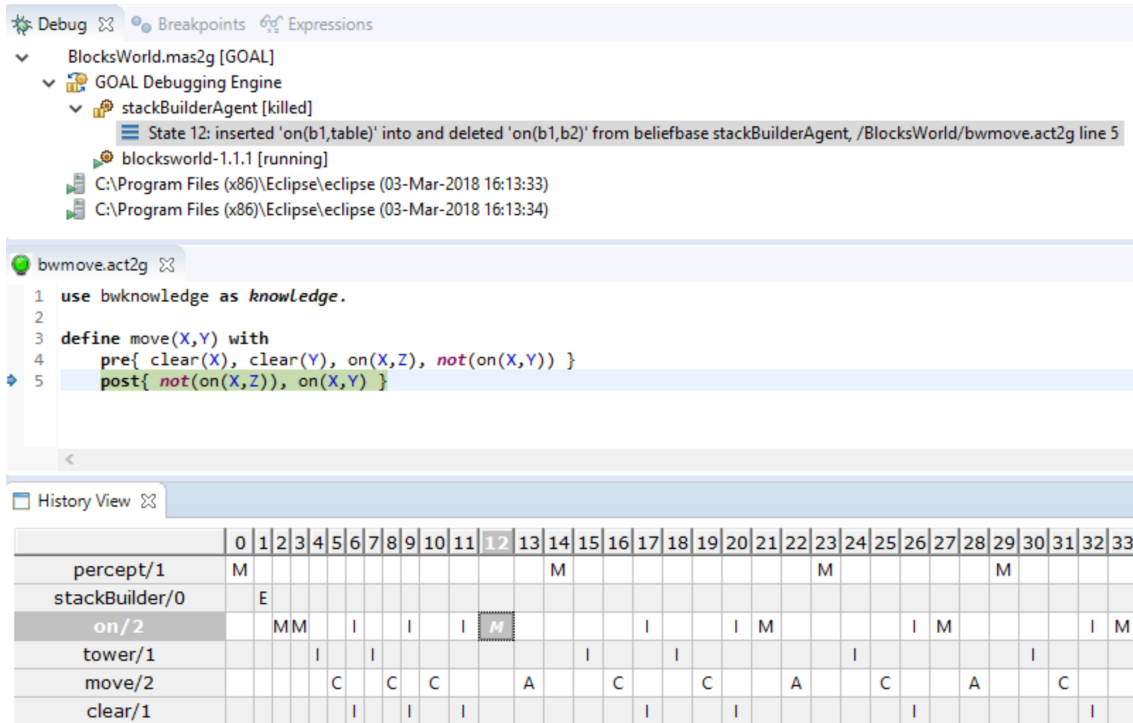 Debug Breakpoints Expressions
BlocksWorld.mas2g [GOAL]
GOAL Debugging Engine
stackBuilderAgent [killed]
State 12: inserted 'on(b1,table)' into and deleted 'on(b1,b2)' from beliefbase stackBuilderAgent, /BlocksWorld/bwmove.act2g line 5
blocksworld-1.1.1 [running]
C:\Program Files (x86)\Eclipse\eclipse (03-Mar-2018 16:13:33)
C:\Program Files (x86)\Eclipse\eclipse (03-Mar-2018 16:13:34)
bwmove.act2g
1 use bwknowledge as knowledge.
2
3 define move(X,Y) with
4 pre{ clear(X), clear(Y), on(X,Z), not(on(X,Y)) }
5 post{ not(on(X,Z)), on(X,Y) }
History View
0 1 2 3 4 5 6 7 8 9 10 11 12 13 14 15 16 17 18 19 20 21 22 23 24 25 26 27 28 29 30 31 32 33
percept/1 M M M M
stackBuilder/0 E
on/2 M M I I I M I I M I M I M
tower/1 I I I I I I
move/2 C C C A C C A C A C
clear/1 I I I I I I I